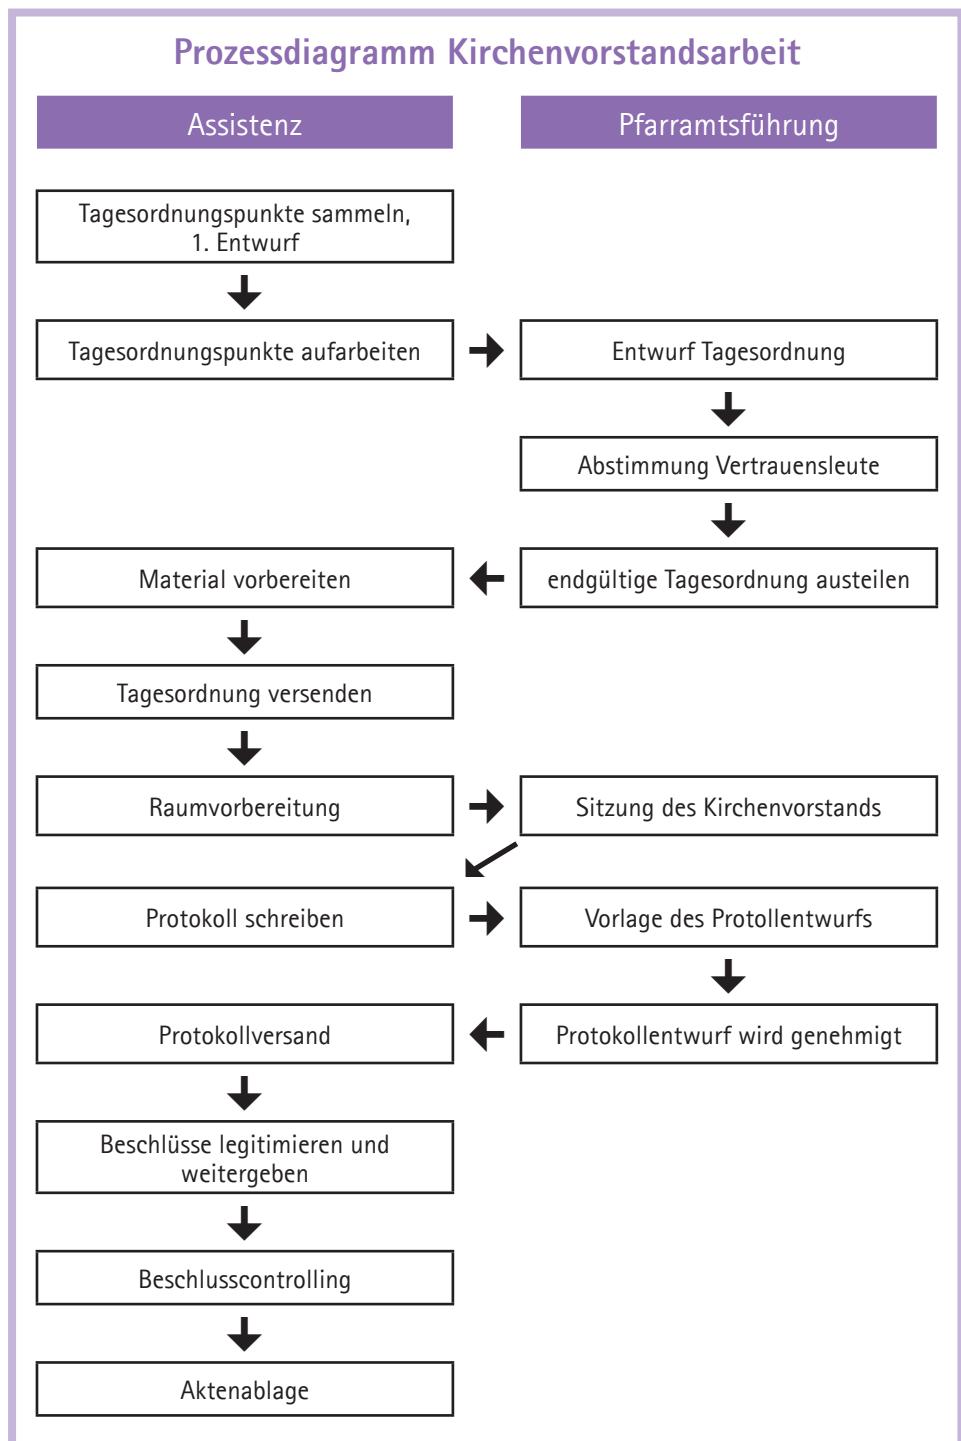 Prozessdiagramm Kirchenvorstandsarbeit
Assistenz
Pfarramtsführung
Tagesordnungspunkte sammeln,
1. Entwurf
Tagesordnungspunkte aufarbeiten
Entwurf Tagesordnung
Abstimmung Vertrauensleute
Material vorbereiten
endgültige Tagesordnung austeilen
Tagesordnung versenden
Raumvorbereitung
Sitzung des Kirchenvorstands
Protokoll schreiben
Vorlage des Protollentwurfs
Protokollversand
Protokollentwurf wird genehmigt
Beschlüsse legitimieren und
weitergeben
Beschlusscontrolling
Aktenablage